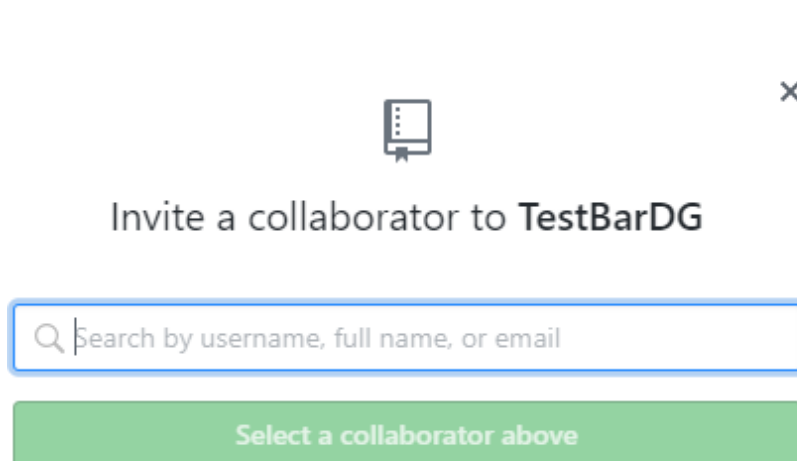 Invite a collaborator to TestBarDG
Search by username, full name, or email
Select a collaborator above